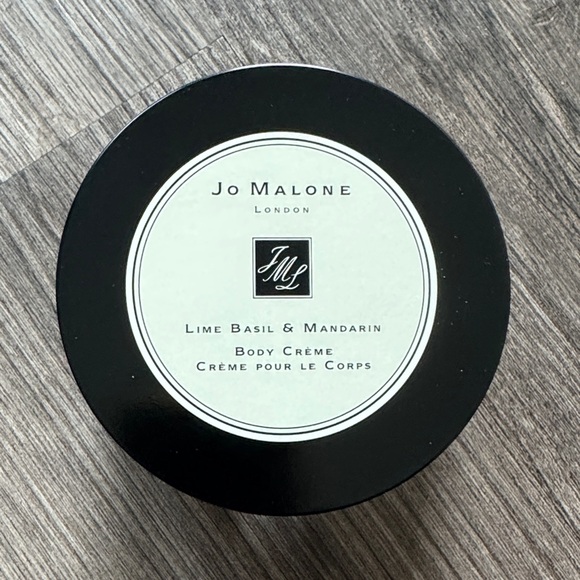 Jo Malone
London
JML
Lime Basil & Mandarin
Body Crème
Crème pour le Corps